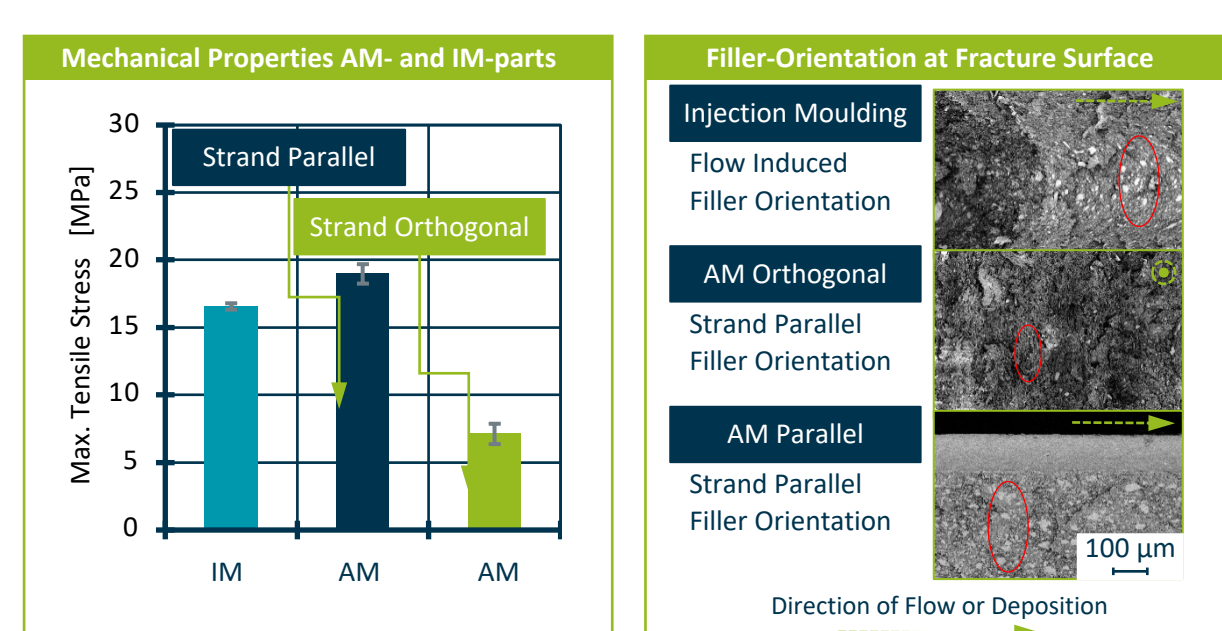 Mechanical Properties AM- and IM-parts
Max. Tensile Stress [MPa]
30
25
20
15
10
5
0
Strand Parallel
Strand Orthogonal
IM
AM
AM
Filler-Orientation at Fracture Surface
Injection Moulding
Flow Induced
Filler Orientation
AM Orthogonal
Strand Parallel
Filler Orientation
AM Parallel
Strand Parallel
Filler Orientation
100 µm
Direction of Flow or Deposition